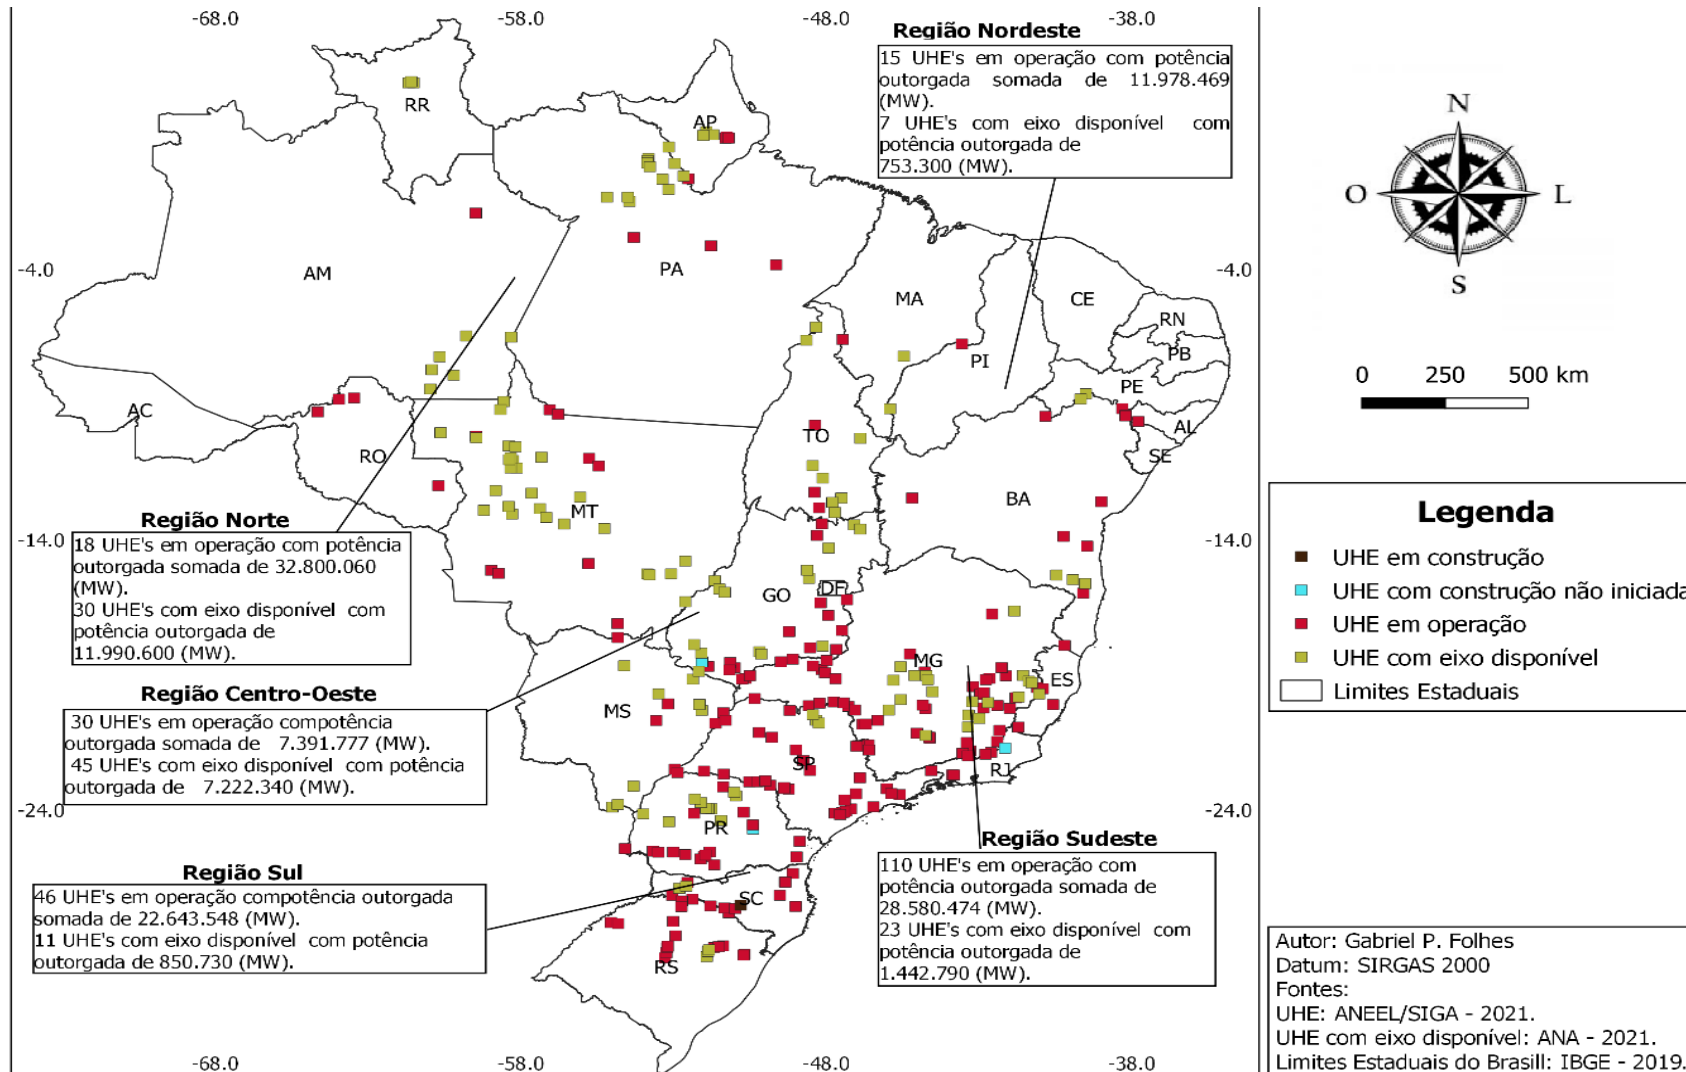 -68.0
-58.0
-48.0
-38.0
Região Nordeste
15 UHE's em operação com potência
outorgada somada de 11.978.469
(MW).
7 UHE's com eixo disponível com
potência outorgada de
753.300 (MW).
RR
AP
N
O
L
S
-4.0
-4.0
AM
PA
MA
CE
RN
PB
PI
PE
AL
SE
AC
RO
TO
BA
MT
0
250
500 km
Região Norte
18 UHE's em operação com potência
outorgada somada de 32.800.060
(MW).
30 UHE's com eixo disponível com
potência outorgada de
11.990.600 (MW).
-14.0
-14.0
GO
DF
Legenda
UHE em construção
UHE com construção não iniciada
UHE em operação
UHE com eixo disponível
Limites Estaduais
MG
ES
MS
SP
RJ
Região Centro-Oeste
30 UHE's em operação compotência
outorgada somada de 7.391.777 (MW).
45 UHE's com eixo disponível com potência
outorgada de 7.222.340 (MW).
-24.0
-24.0
PR
Região Sudeste
110 UHE's em operação com
potência outorgada somada de
28.580.474 (MW).
23 UHE's com eixo disponível com
potência outorgada de
1.442.790 (MW).
Região Sul
46 UHE's em operação compotência outorgada
somada de 22.643.548 (MW).
11 UHE's com eixo disponível com potência
outorgada de 850.730 (MW).
SC
RS
Autor: Gabriel P. Folhes
Datum: SIRGAS 2000
Fontes:
UHE: ANEEL/SIGA - 2021.
UHE com eixo disponível: ANA - 2021.
Limites Estaduais do Brasill: IBGE - 2019.
-68.0
-58.0
-48.0
-38.0